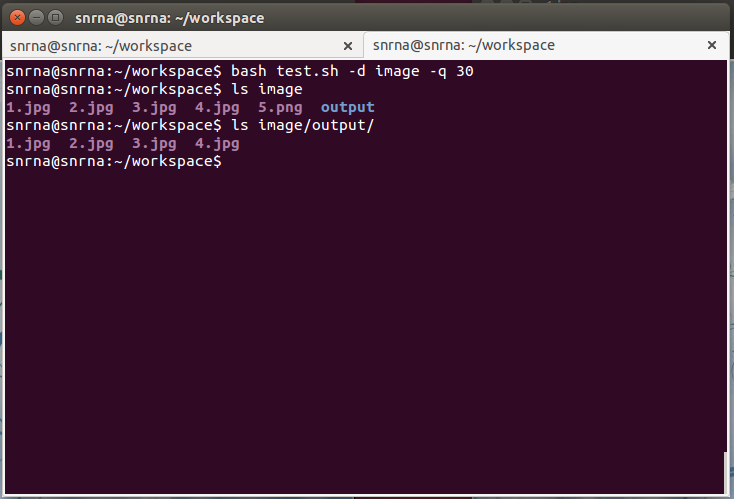 snrna@snrna: ~/workspace
snrna@snrna: ~/workspace × snrna@snrna: ~/workspace ×
snrna@snrna:~/workspace$ bash test.sh -d image -q 30
snrna@snrna:~/workspace$ ls image
1.jpg 2.jpg 3.jpg 4.jpg 5.png output
snrna@snrna:~/workspace$ ls image/output/
1.jpg 2.jpg 3.jpg 4.jpg
snrna@snrna:~/workspace$